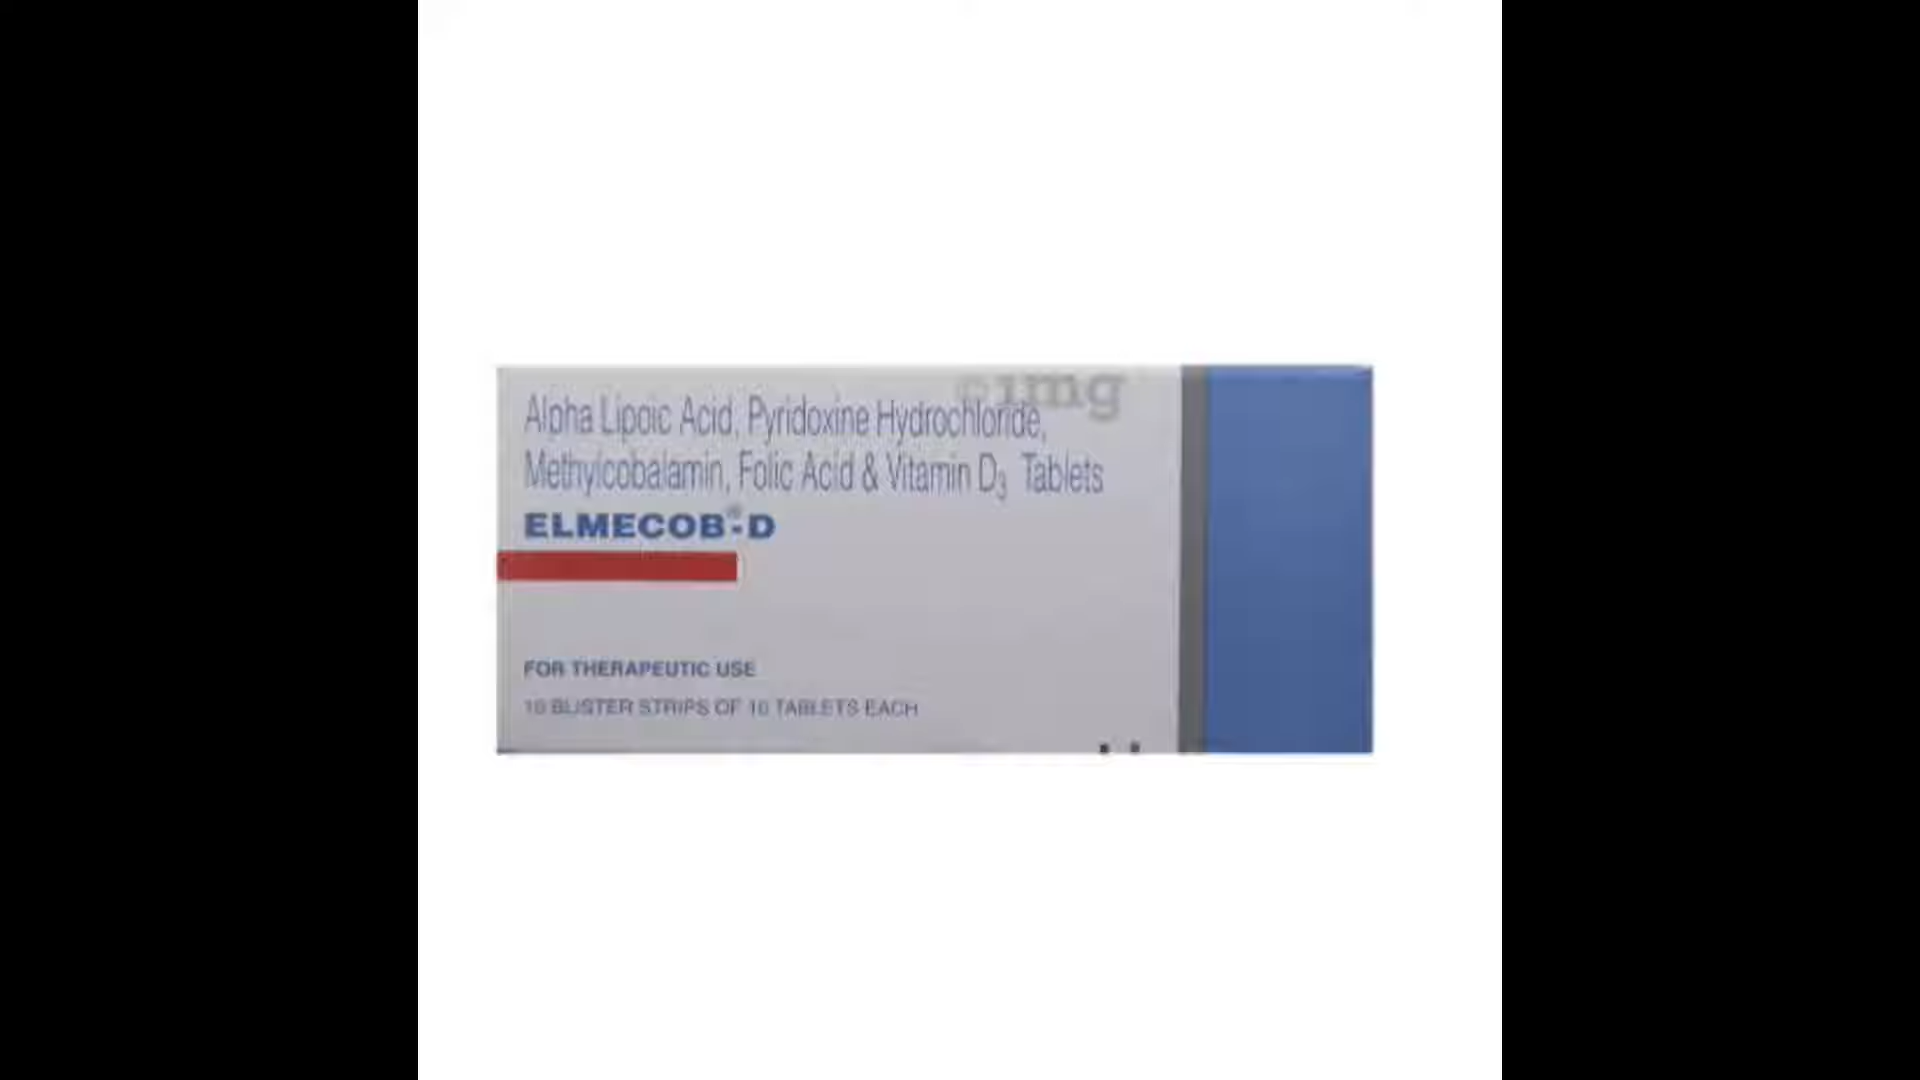 1mg
Alpha Lipoic Acid, Pyridoxine Hydrochloride,
Methylcobalamin, Folic Acid & Vitamin D₃ Tablets
ELMECOB®-D
FOR THERAPEUTIC USE
10 BLISTER STRIPS OF 10 TABLETS EACH